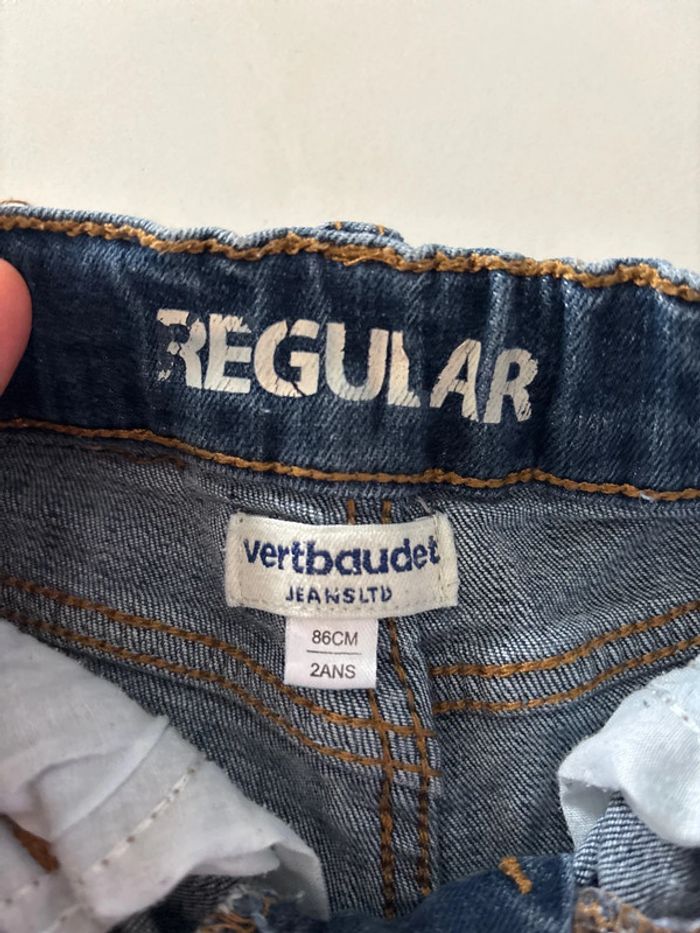 REGULAR
vertbaudet
JEANSLTD
86CM
2ANS